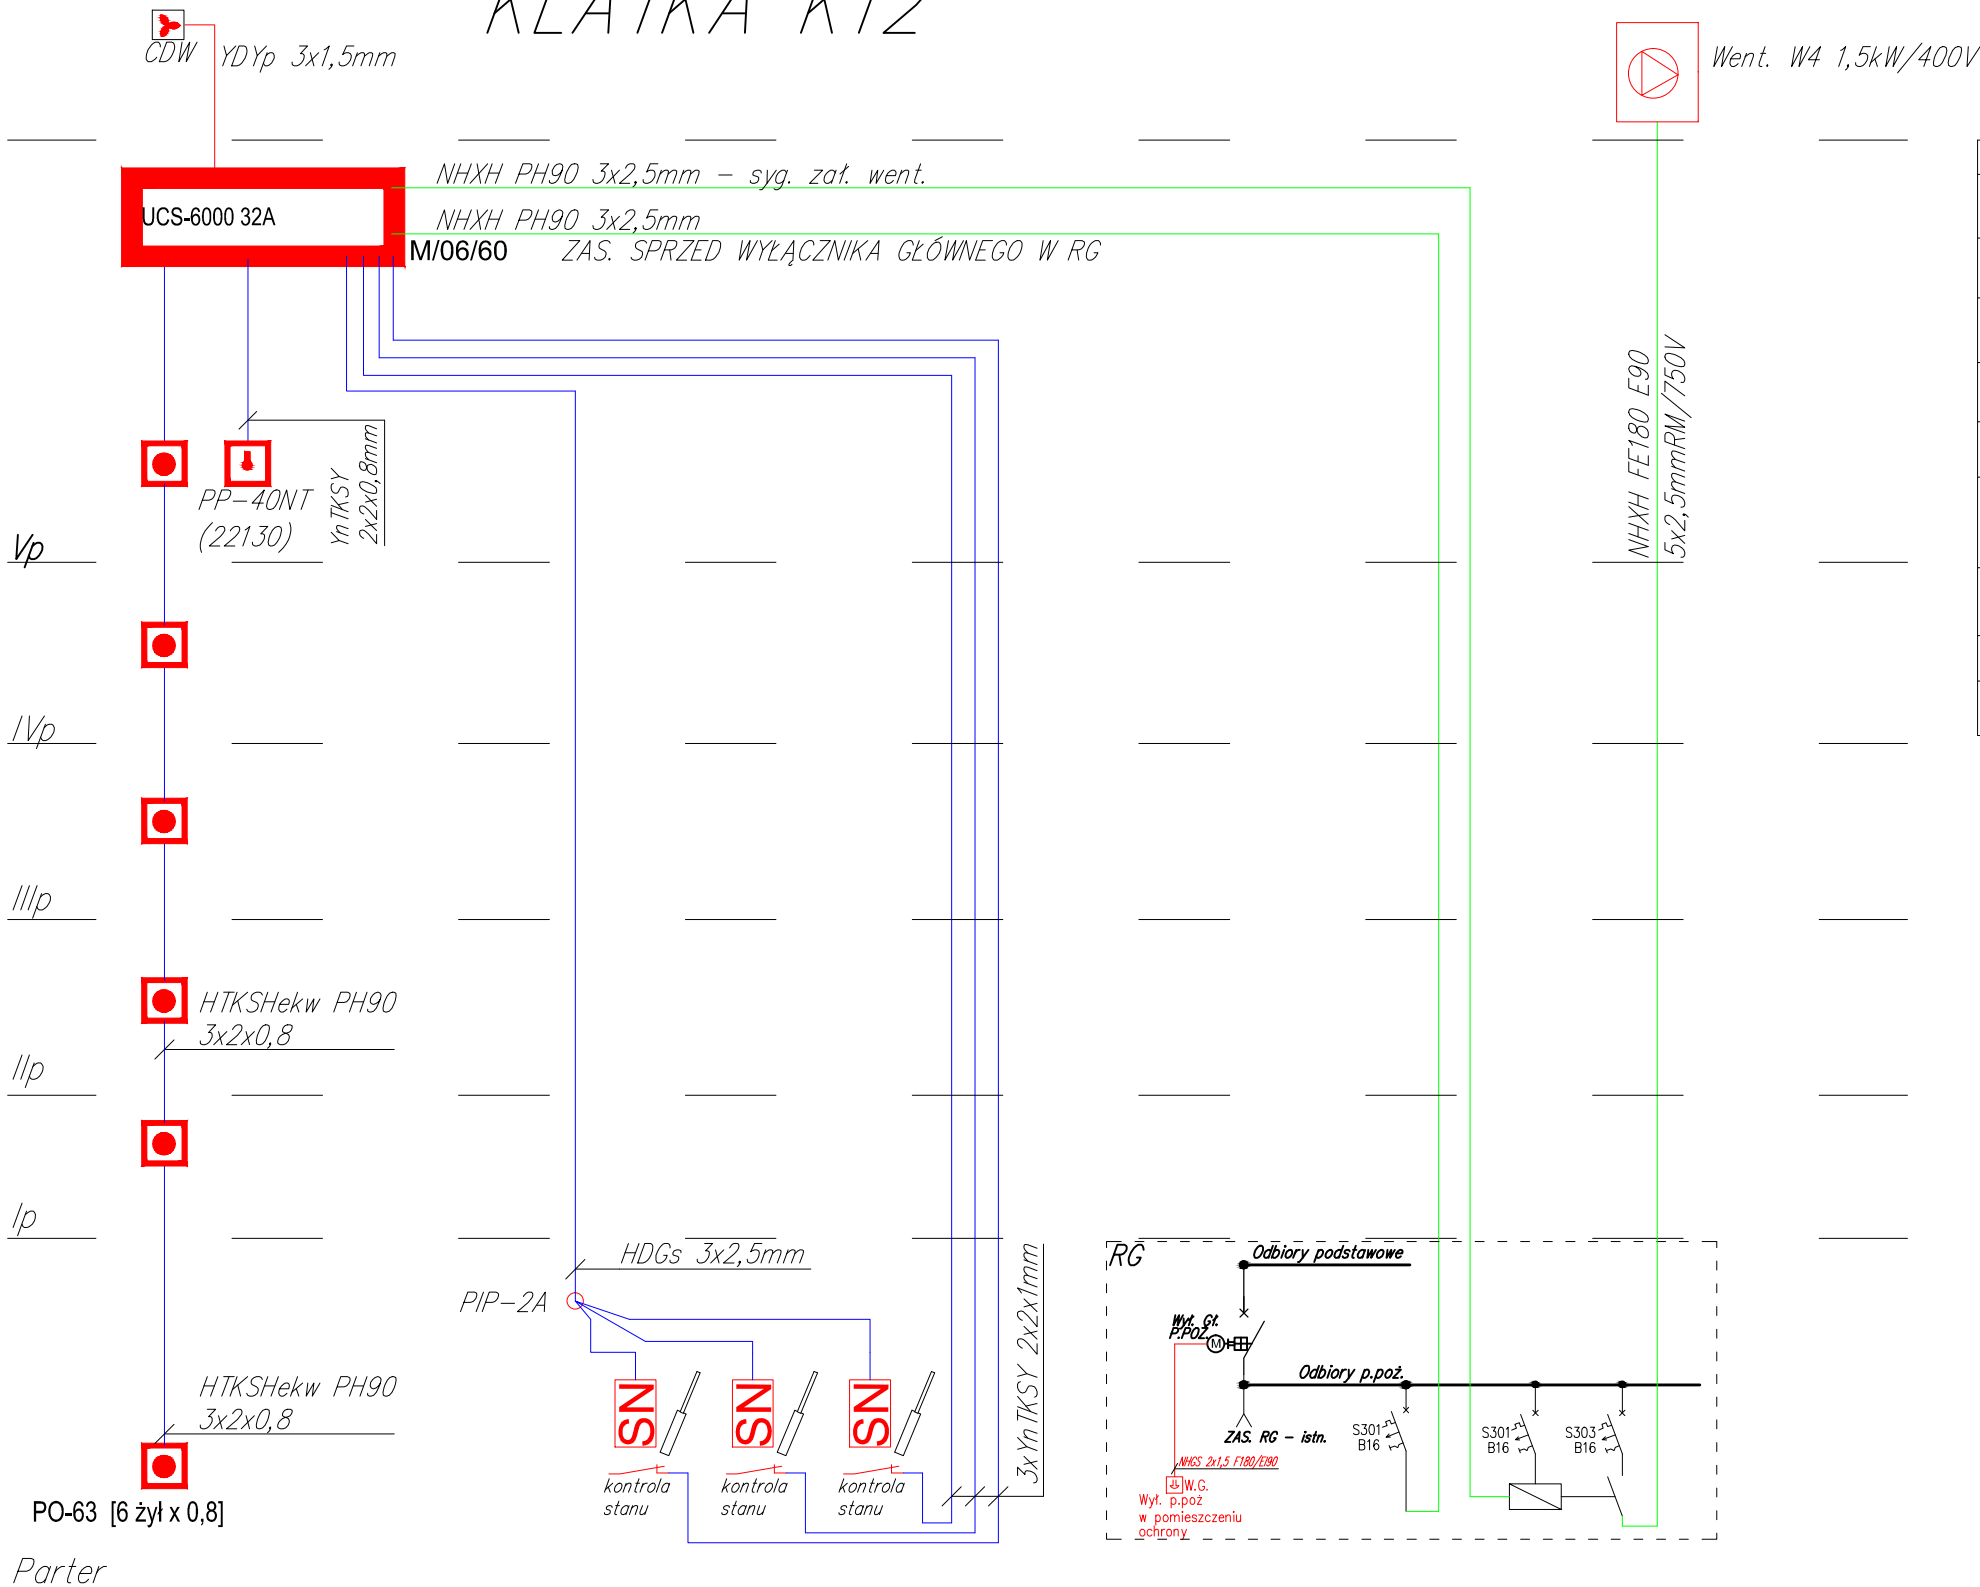 KLATKA K12
CDW
YDYp 3x1,5mm
Went. W4 1,5kW/400V
NHXH PH90 3x2,5mm – syg. zał. went.
UCS-6000 32A
NHXH PH90 3x2,5mm
M/06/60
ZAS. SPRZED WYŁĄCZNIKA GŁÓWNEGO W RG
NHXH FE180 E90
5x2,5mmRM/750V
PP-40NT
(22130)
YnTKSY
2x2x0,8mm
Vp
IVp
IIIp
HTKSHekw PH90
3x2x0,8
IIp
Ip
HDGs 3x2,5mm
PIP-2A
3xYnTKSY 2x2x1mm
RG
Odbiory podstawowe
Wył. Gł.
P.POŻ.
M
Odbiory p.poż.
HTKSHekw PH90
3x2x0,8
SN
SN
SN
ZAS. RG – istn.
S301
B16
S301
B16
S303
B16
NHGS 2x1,5 F180/E90
kontrola
stanu
kontrola
stanu
kontrola
stanu
W.G.
Wył. p.poż
w pomieszczeniu
ochrony
PO-63 [6 żył x 0,8]
Parter